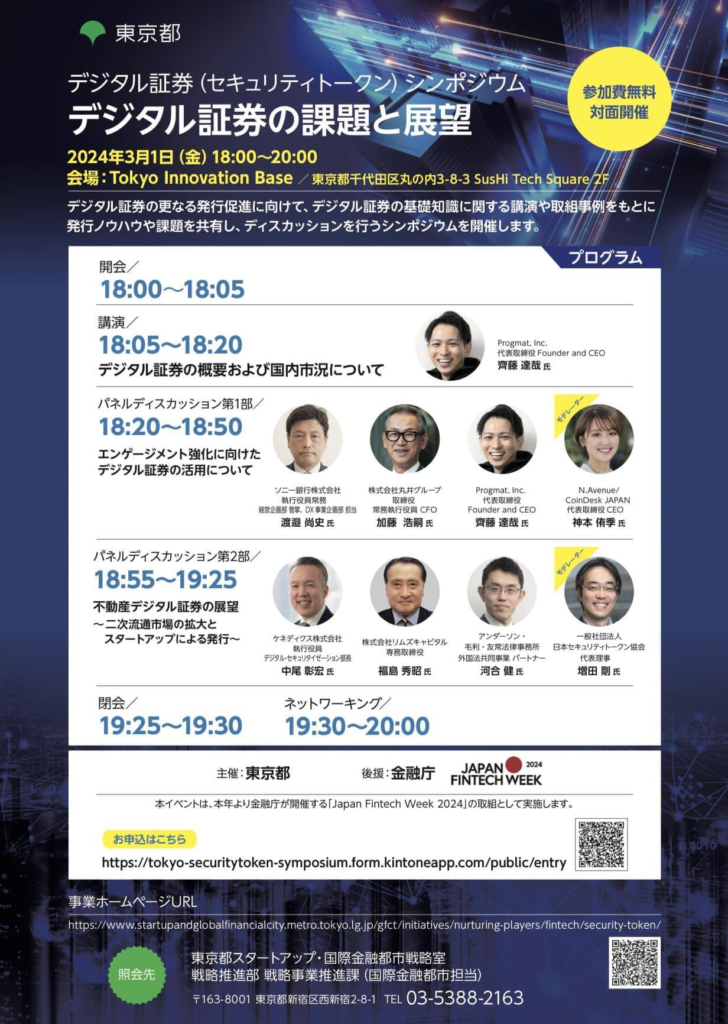 東京都
デジタル証券（セキュリティトークン）シンポジウム
デジタル証券の課題と展望
参加費無料
対面開催
2024年3月1日（金）18:00〜20:00
会場：Tokyo Innovation Base ／東京都千代田区丸の内3-8-3 SusHi Tech Square 2F
デジタル証券の更なる発行促進に向けて、デジタル証券の基礎知識に関する講演や取組事例をもとに
発行ノウハウや課題を共有し、ディスカッションを行うシンポジウムを開催します。
プログラム
開会／
18:00〜18:05
講演／
18:05〜18:20
デジタル証券の概要および国内市況について
Progmat, Inc.
代表取締役 Founder and CEO
齊藤 達哉 氏
パネルディスカッション第1部／
18:20〜18:50
エンゲージメント強化に向けた
デジタル証券の活用について
ソニー銀行株式会社
執行役員常務
経営企画部 管掌、DX 事業企画部 担当
渡邉 尚史 氏
株式会社丸井グループ
取締役
常務執行役員 CFO
加藤 浩嗣 氏
Progmat, Inc.
代表取締役
Founder and CEO
齊藤 達哉 氏
モデレーター
N.Avenue/
CoinDesk JAPAN
代表取締役 CEO
神本 侑季 氏
パネルディスカッション第2部／
18:55〜19:25
不動産デジタル証券の展望
〜二次流通市場の拡大と
スタートアップによる発行〜
ケネディクス株式会社
執行役員
デジタル・セキュリタイゼーション部長
中尾 彰宏 氏
株式会社リムズキャピタル
専務取締役
福島 秀昭 氏
アンダーソン・
毛利・友常法律事務所
外国法共同事業 パートナー
河合 健 氏
モデレーター
一般社団法人
日本セキュリティトークン協会
代表理事
増田 剛 氏
閉会／
19:25〜19:30
ネットワーキング／
19:30〜20:00
主催：東京都
後援：金融庁
JAPAN 2024
FINTECH WEEK
本イベントは、本年より金融庁が開催する「Japan Fintech Week 2024」の取組として実施します。
お申込はこちら
https://tokyo-securitytoken-symposium.form.kintoneapp.com/public/entry
事業ホームページURL
https://www.startupandglobalfinancialcity.metro.tokyo.lg.jp/gfct/initiatives/nurturing-players/fintech/security-token/
照会先
東京都スタートアップ・国際金融都市戦略室
戦略推進部 戦略事業推進課（国際金融都市担当）
〒163-8001 東京都新宿区西新宿2-8-1 TEL 03-5388-2163